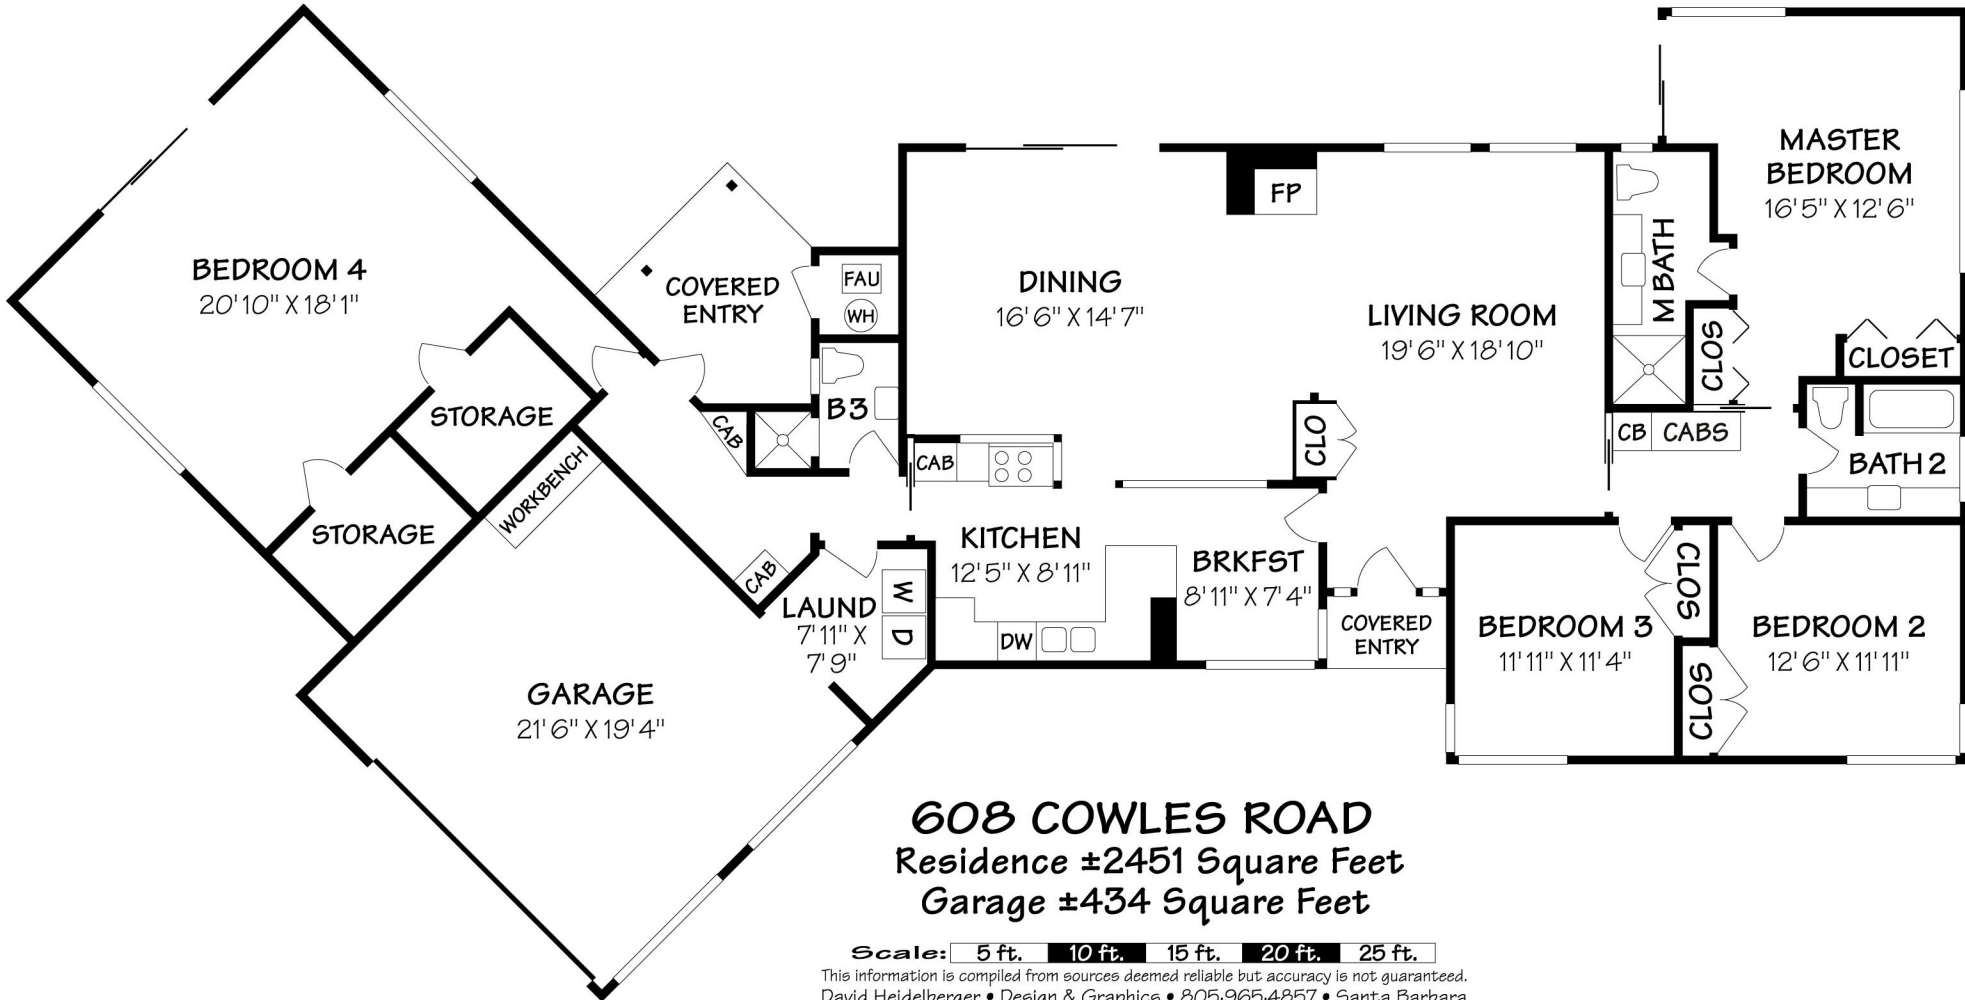 MASTER
BEDROOM
16'5" X 12'6"
BEDROOM 4
20'10" X 18'1"
COVERED
ENTRY
FAU
WH
DINING
16'6" X 14'7"
FP
LIVING ROOM
19'6" X 18'10"
M BATH
CLOS
CLOSET
STORAGE
B3
CAB
CAB
CLO
CB
CABS
BATH 2
WORKBENCH
STORAGE
KITCHEN
12'5" X 8'11"
BRKFST
8'11" X 7'4"
CAB
LAUND
7'11" X
7'9"
W
D
DW
COVERED
ENTRY
BEDROOM 3
11'11" X 11'4"
CLOS
CLOS
BEDROOM 2
12'6" X 11'11"
GARAGE
21'6" X 19'4"
608 COWLES ROAD
Residence ±2451 Square Feet
Garage ±434 Square Feet
Scale: 5 ft. 10 ft. 15 ft. 20 ft. 25 ft.
This information is compiled from sources deemed reliable but accuracy is not guaranteed.
David Heidelberger • Design & Graphics • 805•965•4857 • Santa Barbara